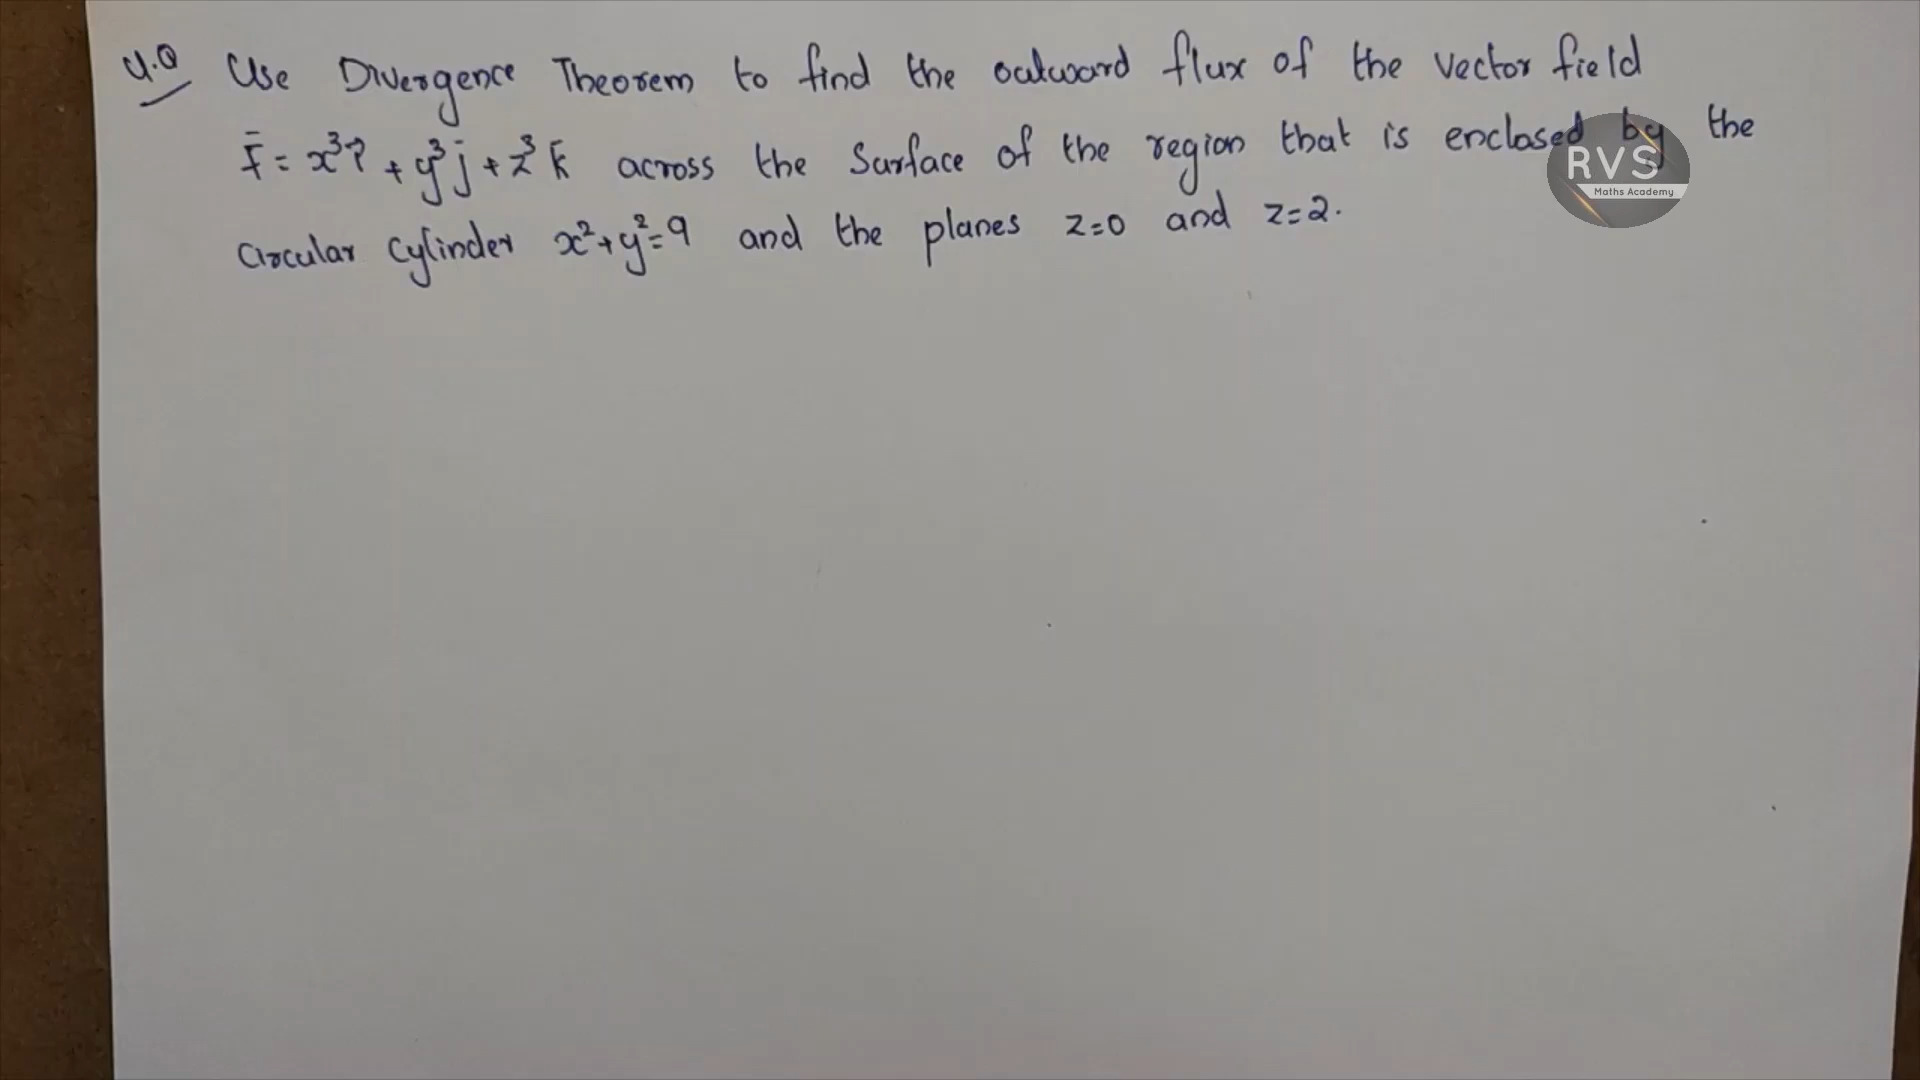 U.Q Use Divergence Theorem to find the outward flux of the vector field
F̄ = x³i + y³j + z³k̄ across the Surface of the region that is enclosed by the
Circular Cylinder x²+y²=9 and the planes z=0 and z=2.
RVS
Maths Academy